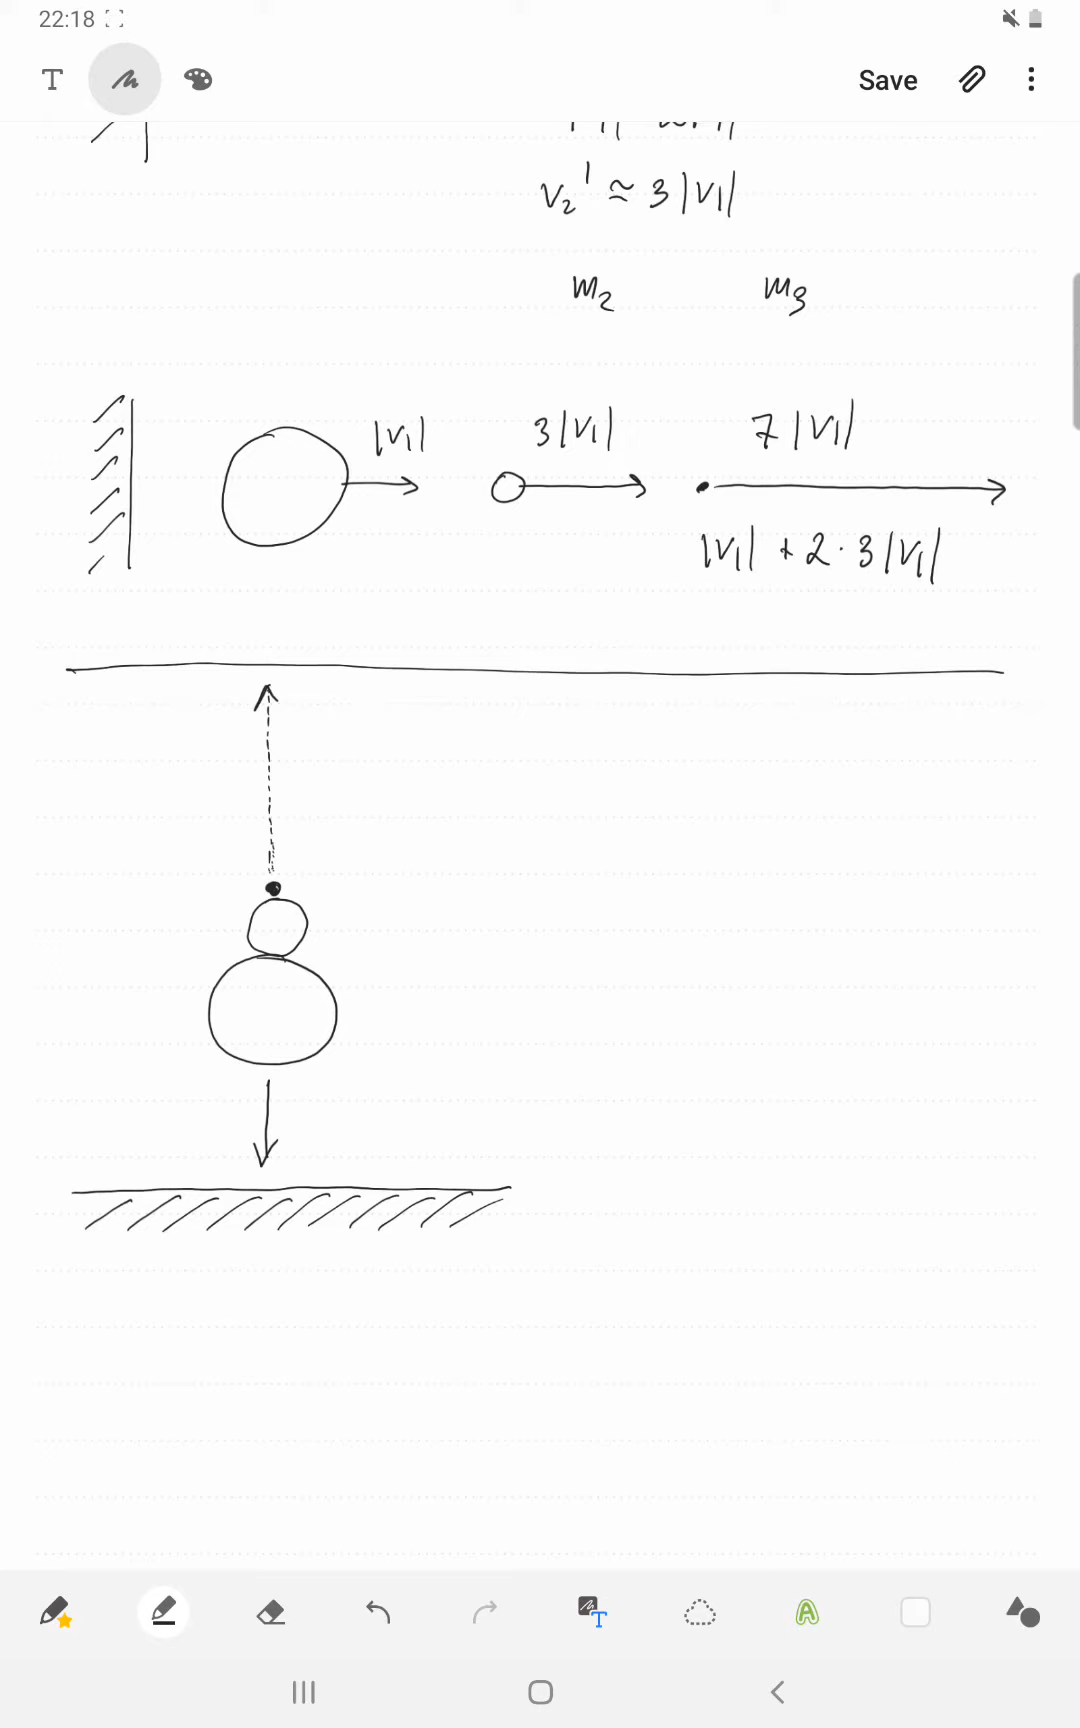 22:18
T Save
v₂' ≈ 3 |v₁|
m₂ m₃
|v₁| 3 |v₁| 7 |v₁|
|v₁| + 2 · 3 |v₁|
T A